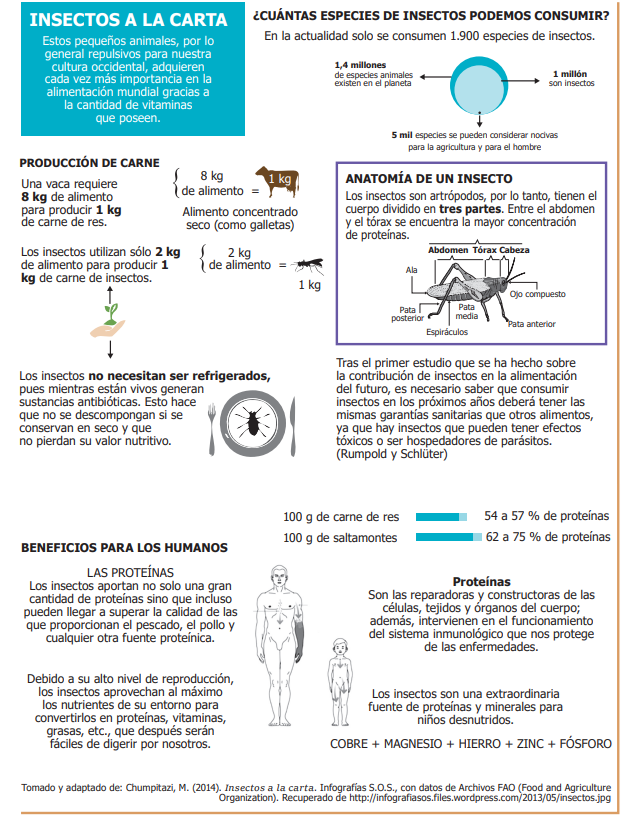 INSECTOS A LA CARTA
Estos pequeños animales, por lo
general repulsivos para nuestra
cultura occidental, adquieren
cada vez más importancia en la
alimentación mundial gracias a
la cantidad de vitaminas
que poseen.
¿CUÁNTAS ESPECIES DE INSECTOS PODEMOS CONSUMIR?
En la actualidad solo se consumen 1.900 especies de insectos.
1,4 millones
de especies animales
existen en el planeta
1 millón
son insectos
5 mil especies se pueden considerar nocivas
para la agricultura y para el hombre
PRODUCCIÓN DE CARNE
Una vaca requiere
8 kg de alimento
para producir 1 kg
de carne de res.
8 kg
de alimento =
1 kg
Alimento concentrado
seco (como galletas)
Los insectos utilizan sólo 2 kg
de alimento para producir 1
kg de carne de insectos.
2 kg
de alimento =
1 kg
Los insectos no necesitan ser refrigerados,
pues mientras están vivos generan
sustancias antibióticas. Esto hace
que no se descompongan si se
conservan en seco y que
no pierdan su valor nutritivo.
ANATOMÍA DE UN INSECTO
Los insectos son artrópodos, por lo tanto, tienen el
cuerpo dividido en tres partes. Entre el abdomen
y el tórax se encuentra la mayor concentración
de proteínas.
Abdomen Tórax Cabeza
Ala
Ojo compuesto
Pata
posterior
Pata
media
Pata anterior
Espiráculos
Tras el primer estudio que se ha hecho sobre
la contribución de insectos en la alimentación
del futuro, es necesario saber que consumir
insectos en los próximos años deberá tener las
mismas garantías sanitarias que otros alimentos,
ya que hay insectos que pueden tener efectos
tóxicos o ser hospedadores de parásitos.
(Rumpold y Schlüter)
100 g de carne de res 54 a 57 % de proteínas
100 g de saltamontes 62 a 75 % de proteínas
BENEFICIOS PARA LOS HUMANOS
LAS PROTEÍNAS
Los insectos aportan no solo una gran
cantidad de proteínas sino que incluso
pueden llegar a superar la calidad de las
que proporcionan el pescado, el pollo y
cualquier otra fuente proteínica.
Debido a su alto nivel de reproducción,
los insectos aprovechan al máximo
los nutrientes de su entorno para
convertirlos en proteínas, vitaminas,
grasas, etc., que después serán
fáciles de digerir por nosotros.
Proteínas
Son las reparadoras y constructoras de las
células, tejidos y órganos del cuerpo;
además, intervienen en el funcionamiento
del sistema inmunológico que nos protege
de las enfermedades.
Los insectos son una extraordinaria
fuente de proteínas y minerales para
niños desnutridos.
COBRE + MAGNESIO + HIERRO + ZINC + FÓSFORO
Tomado y adaptado de: Chumpitazi, M. (2014). Insectos a la carta. Infografías S.O.S., con datos de Archivos FAO (Food and Agriculture
Organization). Recuperado de http://infografiasos.files.wordpress.com/2013/05/insectos.jpg